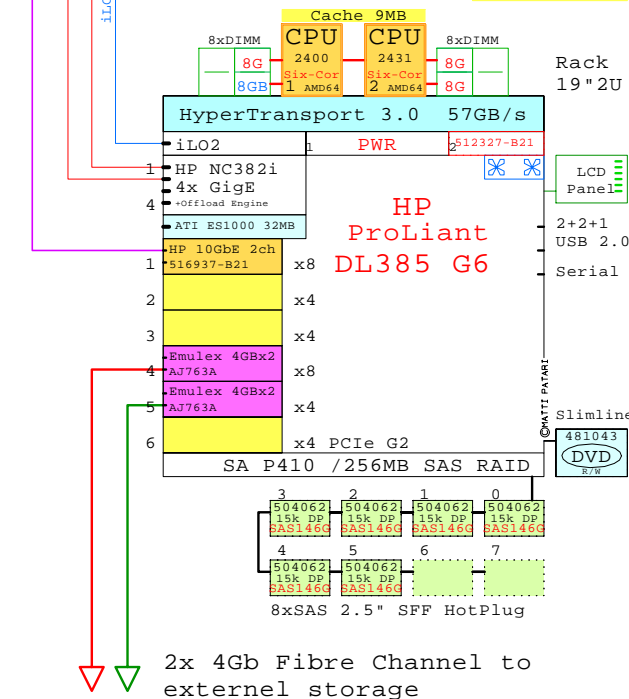 Cache 9MB
iLO
8xDIMM
CPU
CPU
8xDIMM
8G
2400
2431
8G
Six-Cor
Six-Cor
8GB
1 AMD64
2 AMD64
8G
Rack
19"2U
HyperTransport 3.0 57GB/s
iLO2
1
PWR
2
512327-B21
1
HP NC382i
4x GigE
4
+Offload Engine
LCD
Panel
ATI ES1000 32MB
HP
ProLiant
DL385 G6
2+2+1
USB 2.0
Serial
HP 10GbE 2ch
1
516937-B21
x8
2
x4
3
x4
Emulex 4GBx2
4
AJ763A
x8
Emulex 4GBx2
5
AJ763A
x4
6
x4 PCIe G2
©MATTI PATARI
Slimline
481043
DVD
R/W
SA P410 /256MB SAS RAID
3
2
1
0
504062
504062
504062
504062
15k DP
15k DP
15k DP
15k DP
SAS146G
SAS146G
SAS146G
SAS146G
4
5
6
7
504062
504062
15k DP
15k DP
SAS146G
SAS146G
8xSAS 2.5" SFF HotPlug
2x 4Gb Fibre Channel to
externel storage